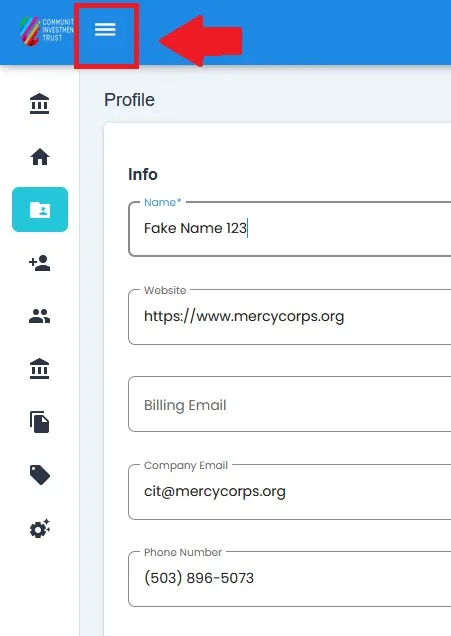 COMMUNIT
INVESTMEN
TRUST
Profile
Info
Name*
Fake Name 123
Website
https://www.mercycorps.org
Billing Email
Company Email
cit@mercycorps.org
Phone Number
(503) 896-5073